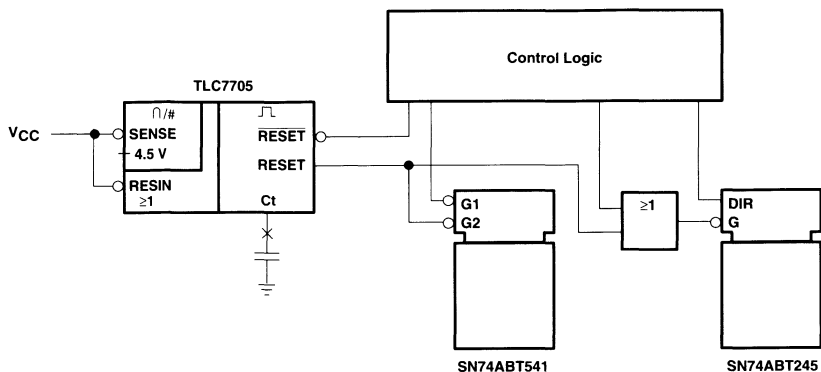 Control Logic
TLC7705
∩/#
VCC
SENSE
4.5 V
RESET
RESET
RESIN
≥1
Ct
G1
G2
≥1
DIR
G
SN74ABT541
SN74ABT245